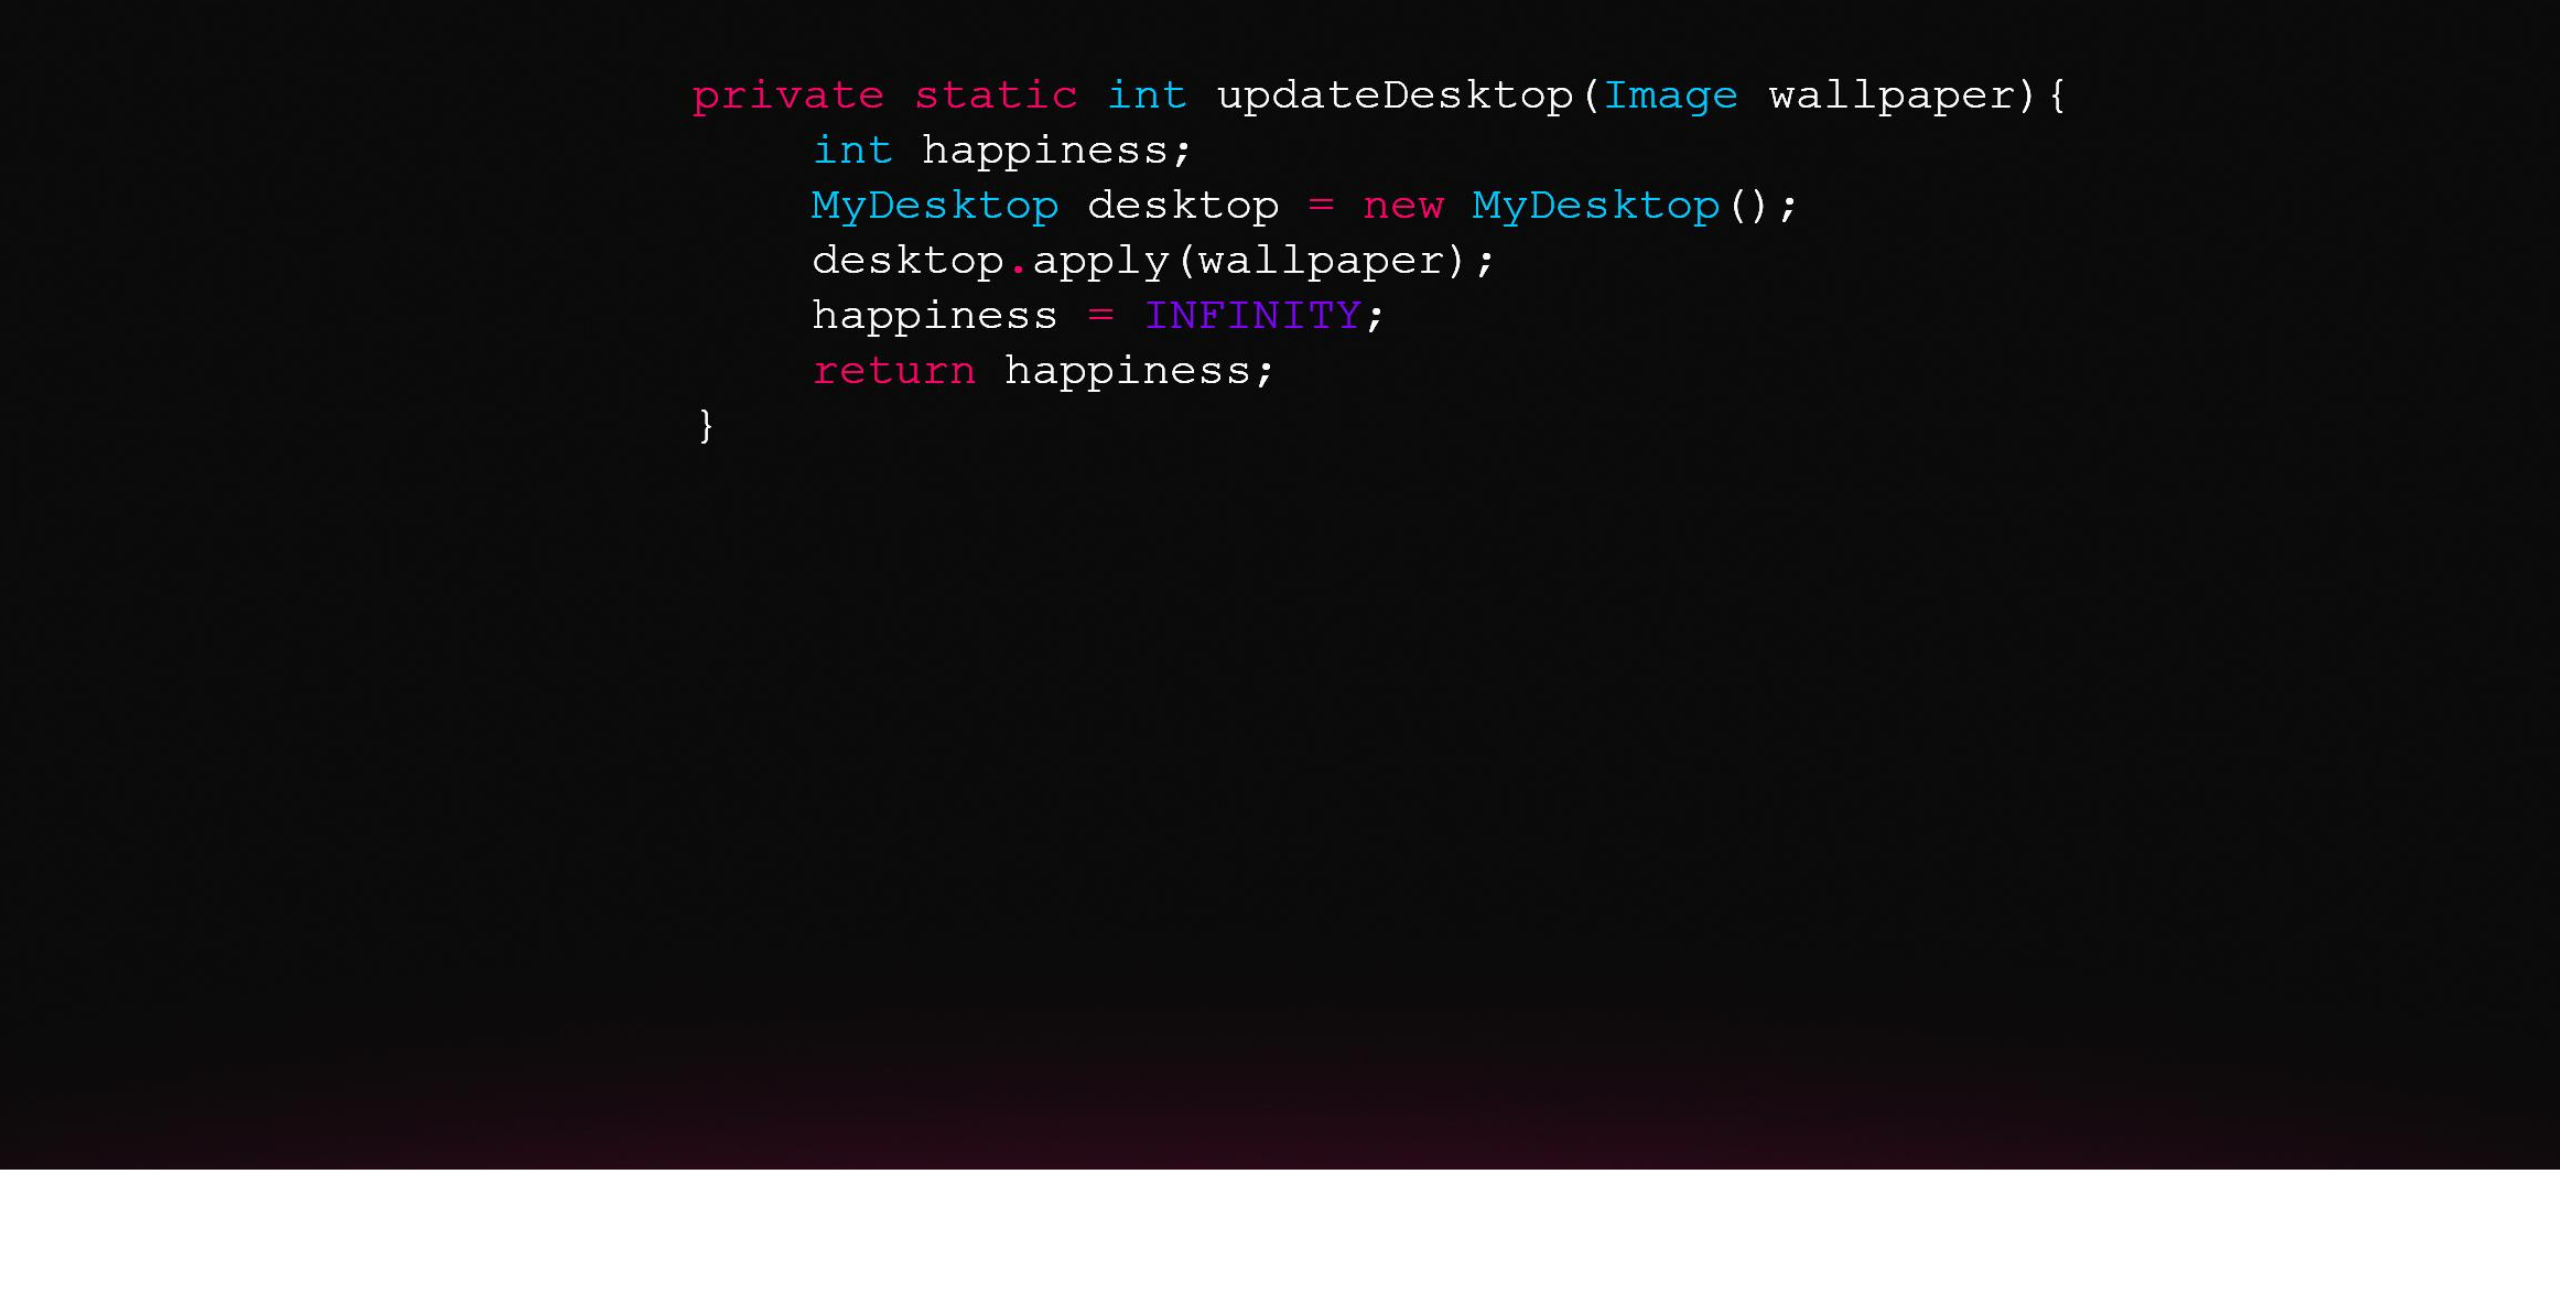 private static int updateDesktop(Image wallpaper){
int happiness;
MyDesktop desktop = new MyDesktop();
desktop.apply(wallpaper);
happiness = INFINITY;
return happiness;
}